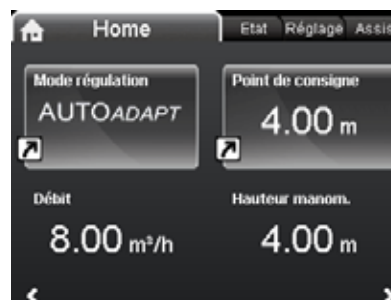 Home Etat Réglage Assis
Mode régulation Point de consigne
AUTOADAPT 4.00 m
Débit Hauteur manom.
8.00 m³/h 4.00 m